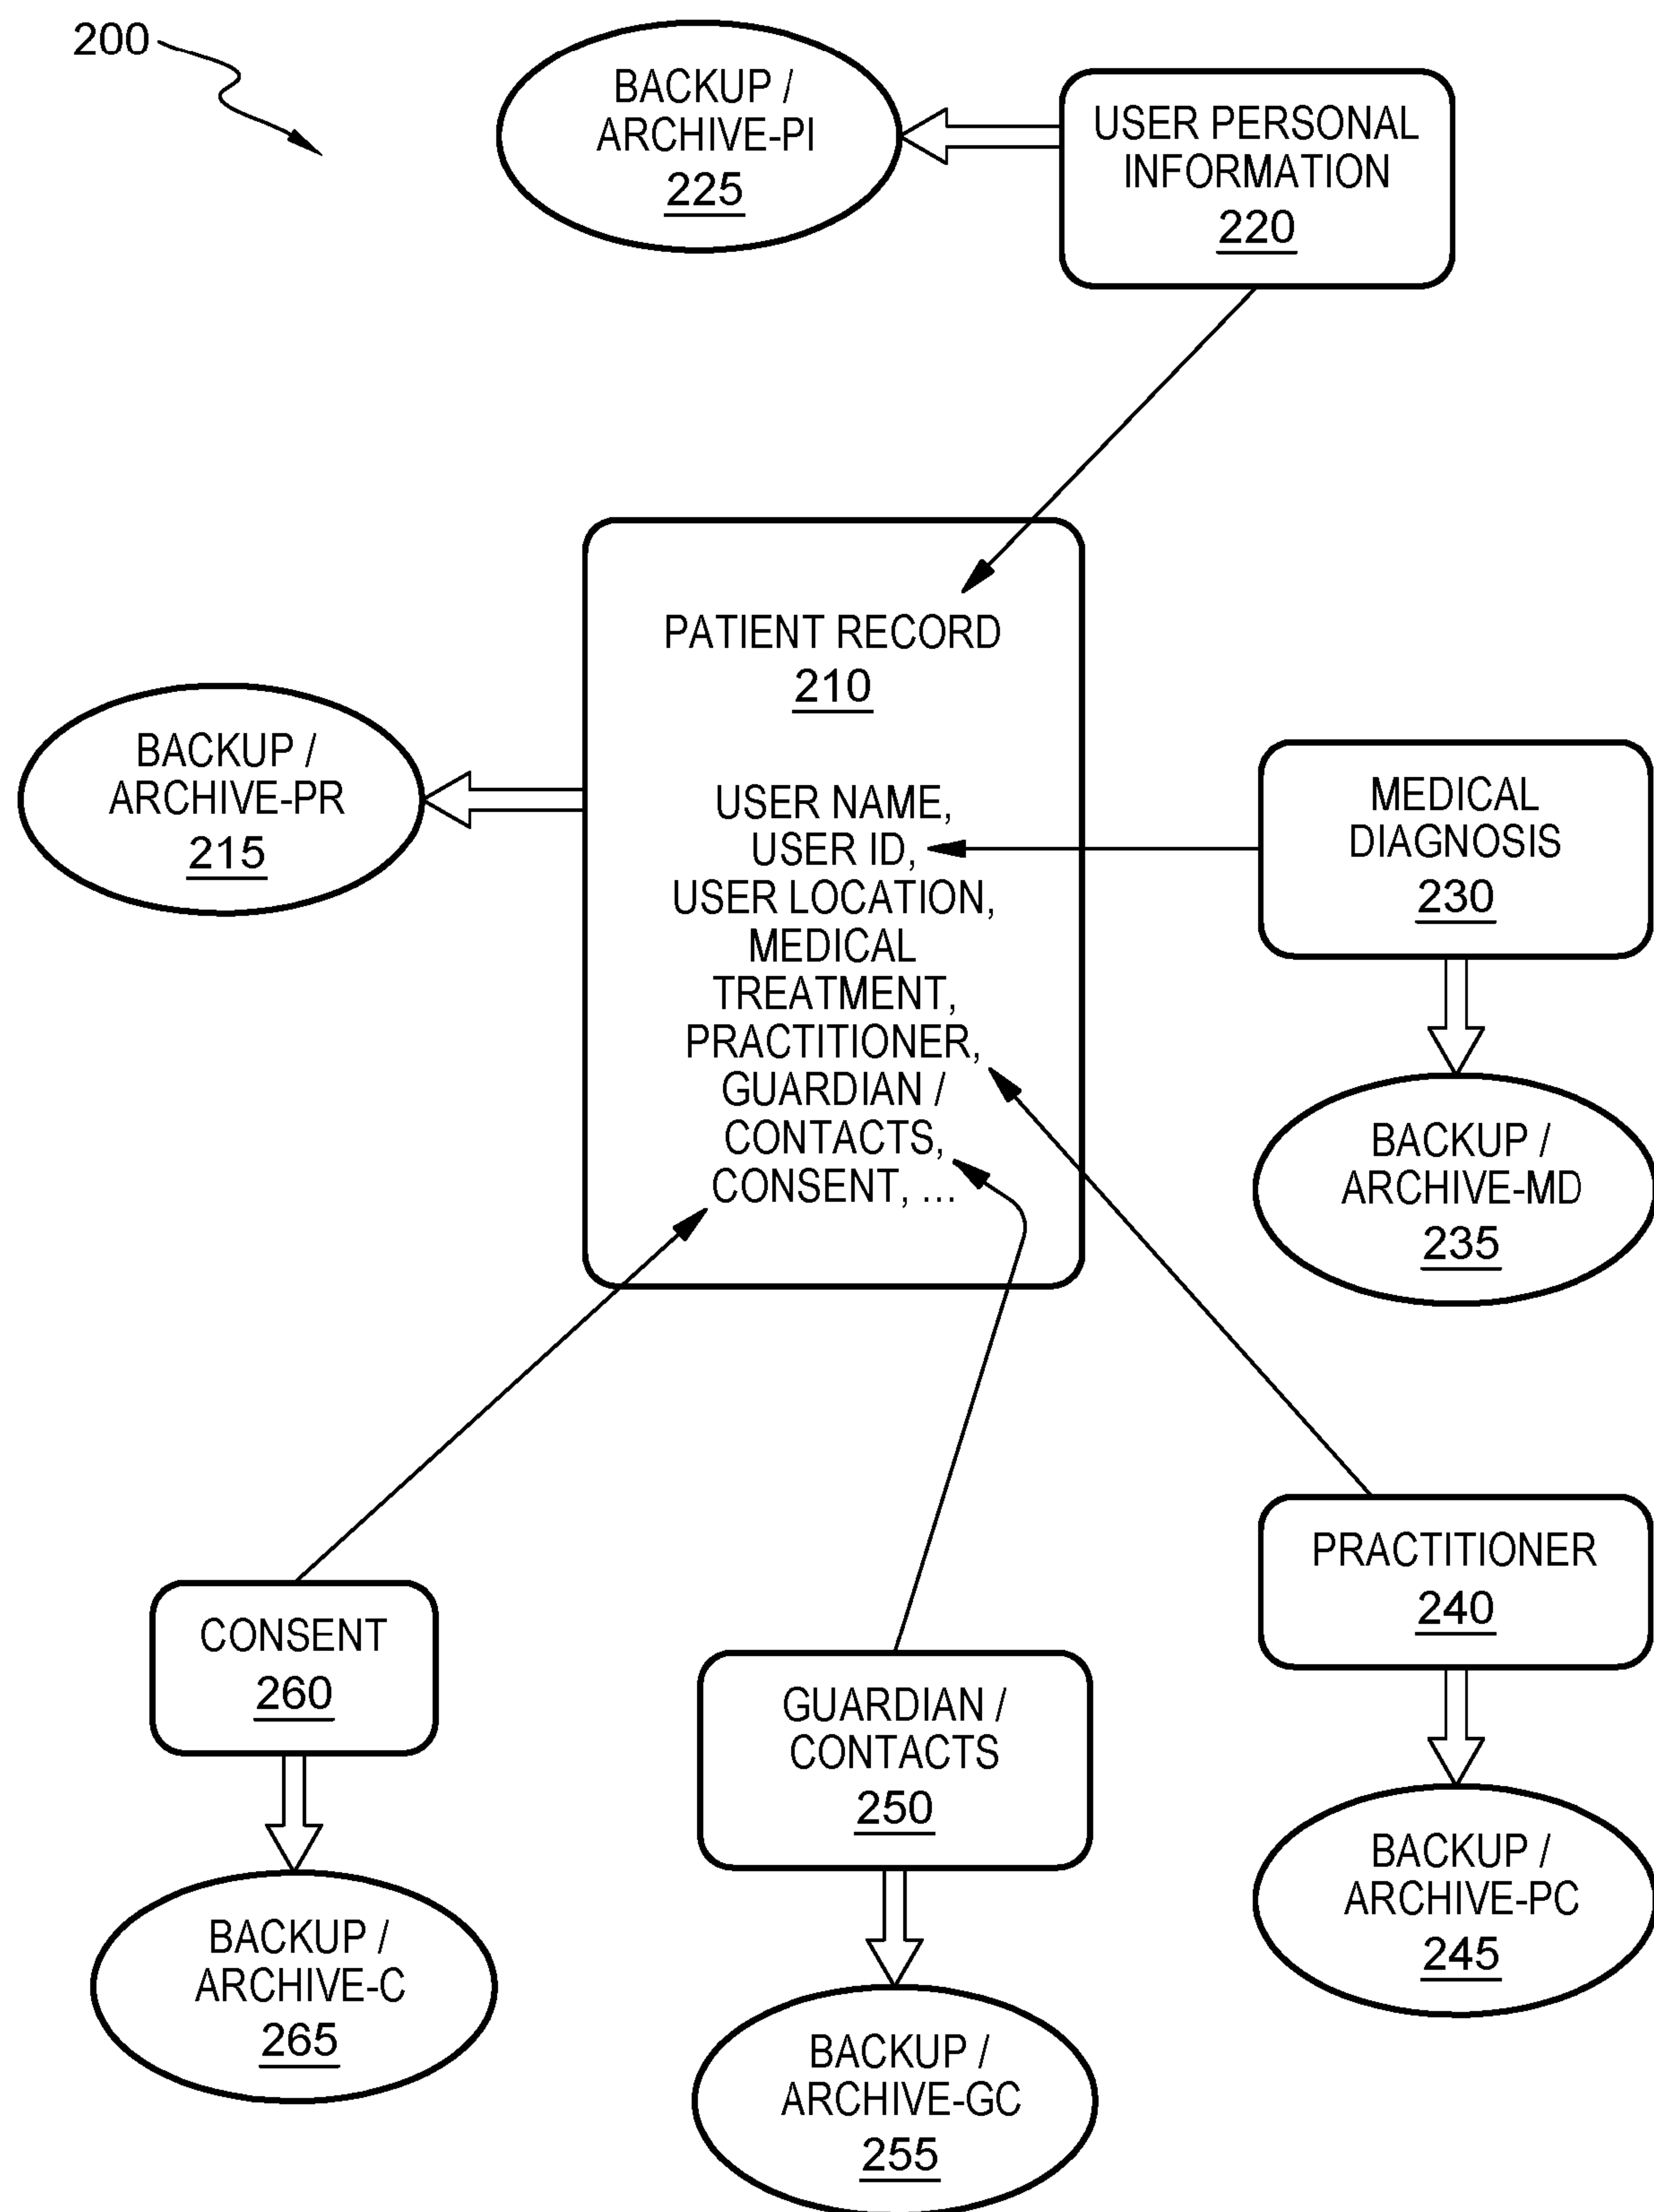 200
BACKUP /
ARCHIVE-PI
225
USER PERSONAL
INFORMATION
220
PATIENT RECORD
210
USER NAME,
USER ID,
USER LOCATION,
MEDICAL
TREATMENT,
PRACTITIONER,
GUARDIAN /
CONTACTS,
CONSENT, ...
BACKUP /
ARCHIVE-PR
215
MEDICAL
DIAGNOSIS
230
BACKUP /
ARCHIVE-MD
235
PRACTITIONER
240
CONSENT
260
GUARDIAN /
CONTACTS
250
BACKUP /
ARCHIVE-PC
245
BACKUP /
ARCHIVE-C
265
BACKUP /
ARCHIVE-GC
255